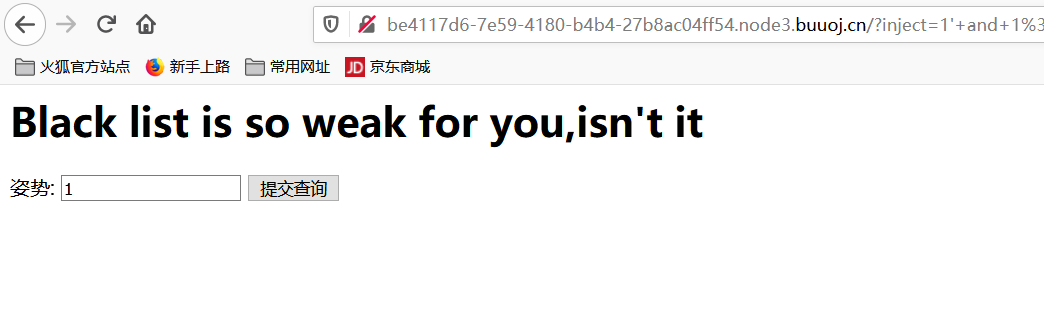 be4117d6-7e59-4180-b4b4-27b8ac04ff54.node3.buuoj.cn/?inject=1'+and+1%3
火狐官方站点 新手上路 常用网址 JD 京东商城
Black list is so weak for you,isn't it
姿势: 1 提交查询